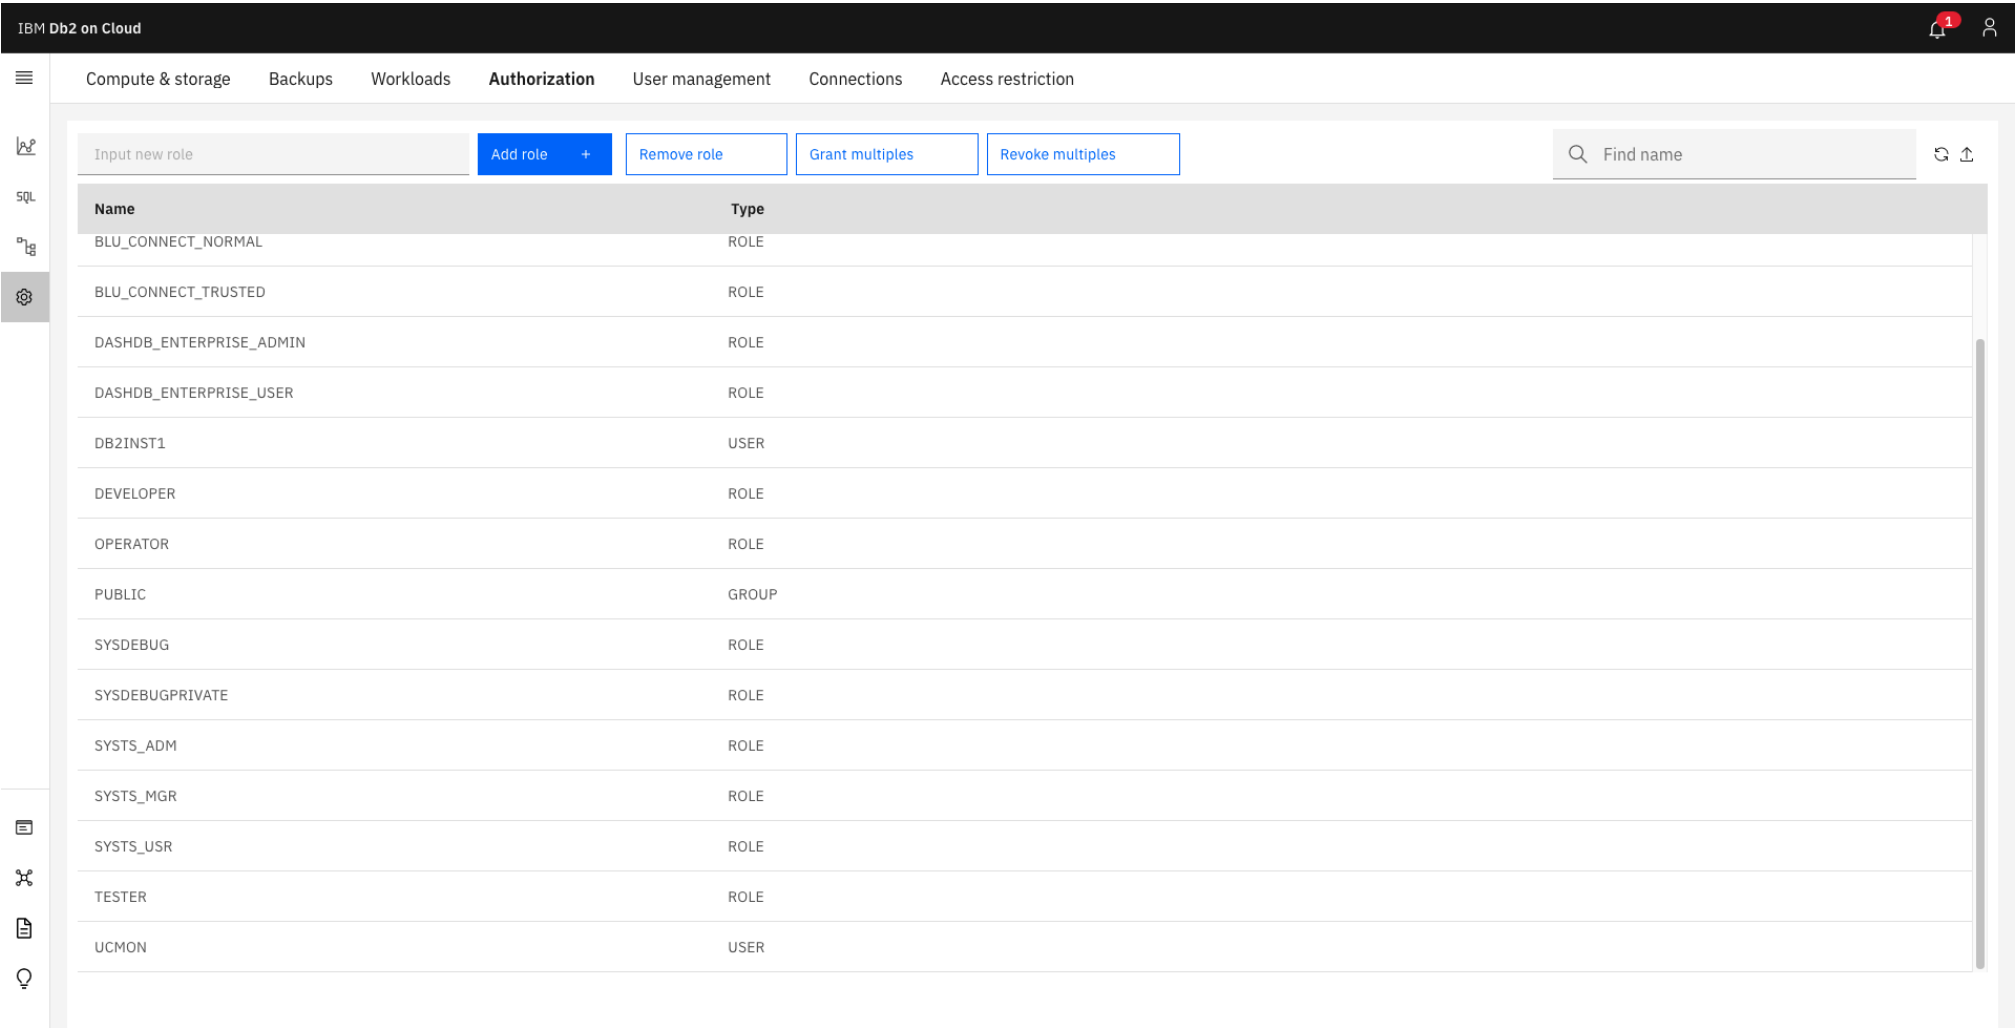 IBM Db2 on Cloud
1
Compute & storage Backups Workloads Authorization User management Connections Access restriction
Input new role Add role + Remove role Grant multiples Revoke multiples Find name
SQL
Name Type
BLU_CONNECT_NORMAL ROLE
BLU_CONNECT_TRUSTED ROLE
DASHDB_ENTERPRISE_ADMIN ROLE
DASHDB_ENTERPRISE_USER ROLE
DB2INST1 USER
DEVELOPER ROLE
OPERATOR ROLE
PUBLIC GROUP
SYSDEBUG ROLE
SYSDEBUGPRIVATE ROLE
SYSTS_ADM ROLE
SYSTS_MGR ROLE
SYSTS_USR ROLE
TESTER ROLE
UCMON USER